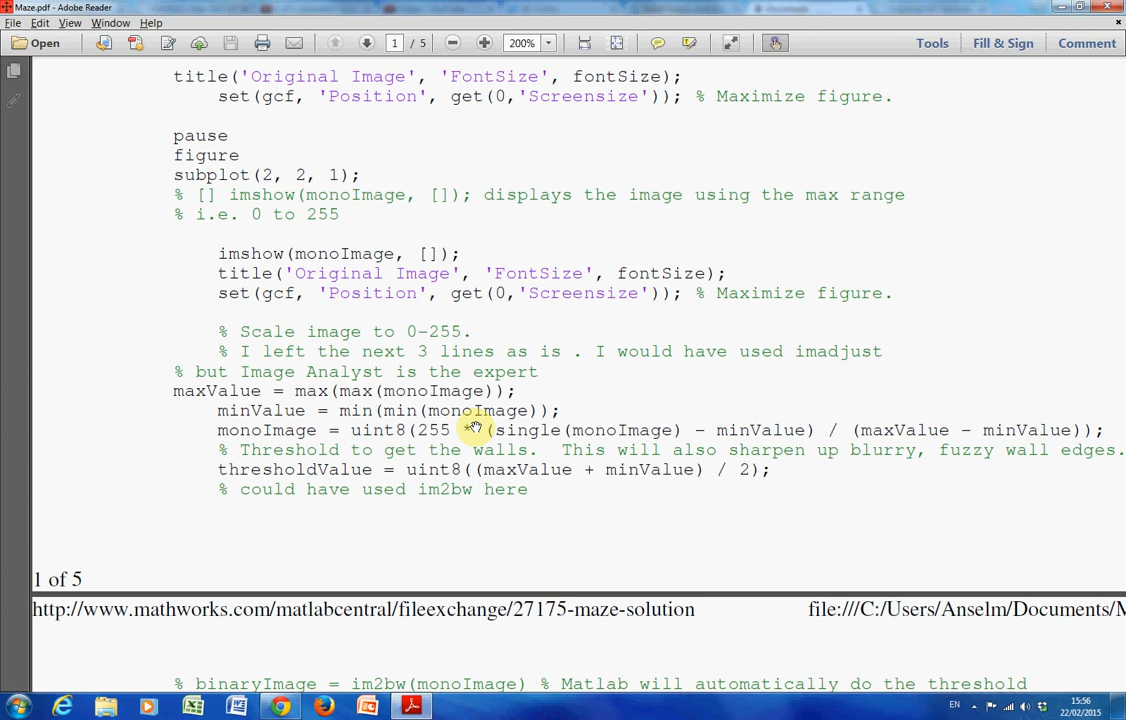 Maze.pdf - Adobe Reader
File Edit View Window Help
Open 1 / 5 200% Tools Fill & Sign Comment
title('Original Image', 'FontSize', fontSize);
set(gcf, 'Position', get(0,'Screensize')); % Maximize figure.
pause
figure
subplot(2, 2, 1);
% [] imshow(monoImage, []); displays the image using the max range
% i.e. 0 to 255
imshow(monoImage, []);
title('Original Image', 'FontSize', fontSize);
set(gcf, 'Position', get(0,'Screensize')); % Maximize figure.
% Scale image to 0-255.
% I left the next 3 lines as is . I would have used imadjust
% but Image Analyst is the expert
maxValue = max(max(monoImage));
minValue = min(min(monoImage));
monoImage = uint8(255 * (single(monoImage) - minValue) / (maxValue - minValue));
% Threshold to get the walls. This will also sharpen up blurry, fuzzy wall edges.
thresholdValue = uint8((maxValue + minValue) / 2);
% could have used im2bw here
1 of 5
http://www.mathworks.com/matlabcentral/fileexchange/27175-maze-solution file:///C:/Users/Anselm/Documents/M
% binaryImage = im2bw(monoImage) % Matlab will automatically do the threshold
EN 15:56
22/02/2015